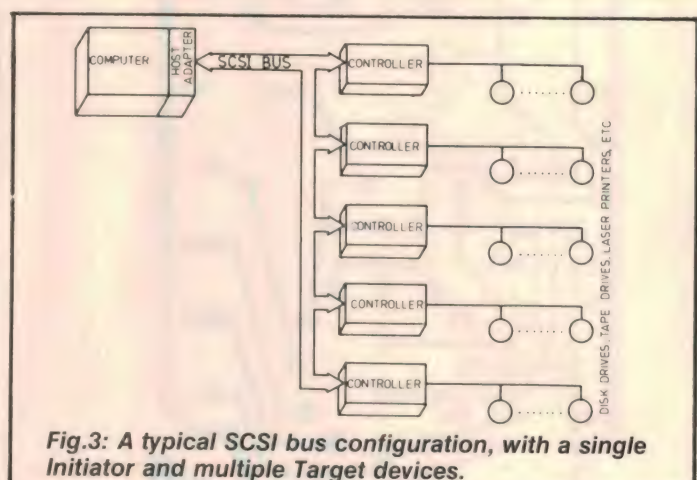 COMPUTER
HOST
ADAPTER
SCSI BUS
CONTROLLER
CONTROLLER
CONTROLLER
CONTROLLER
CONTROLLER
DISK DRIVES, TAPE DRIVES, LASER PRINTERS, ETC
Fig.3: A typical SCSI bus configuration, with a single
Initiator and multiple Target devices.